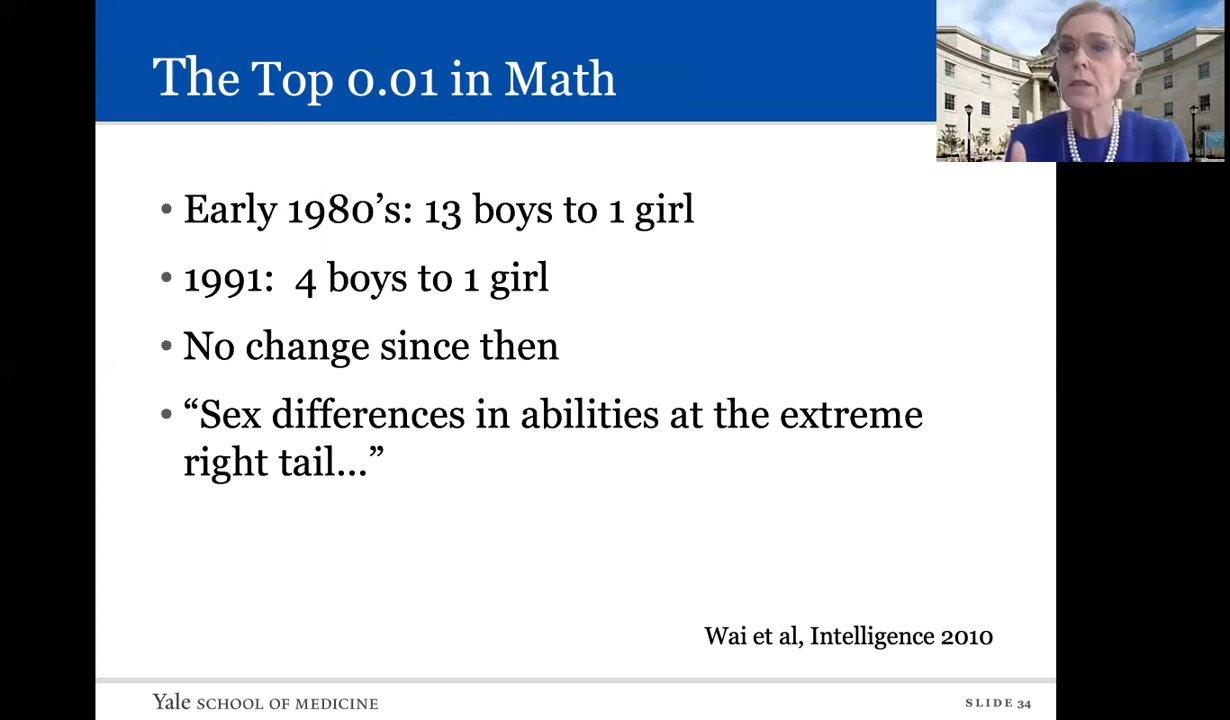 The Top 0.01 in Math
• Early 1980’s: 13 boys to 1 girl
• 1991:  4 boys to 1 girl
• No change since then
• “Sex differences in abilities at the extreme
right tail…”
Wai et al, Intelligence 2010
Yale SCHOOL OF MEDICINE
SLIDE 34